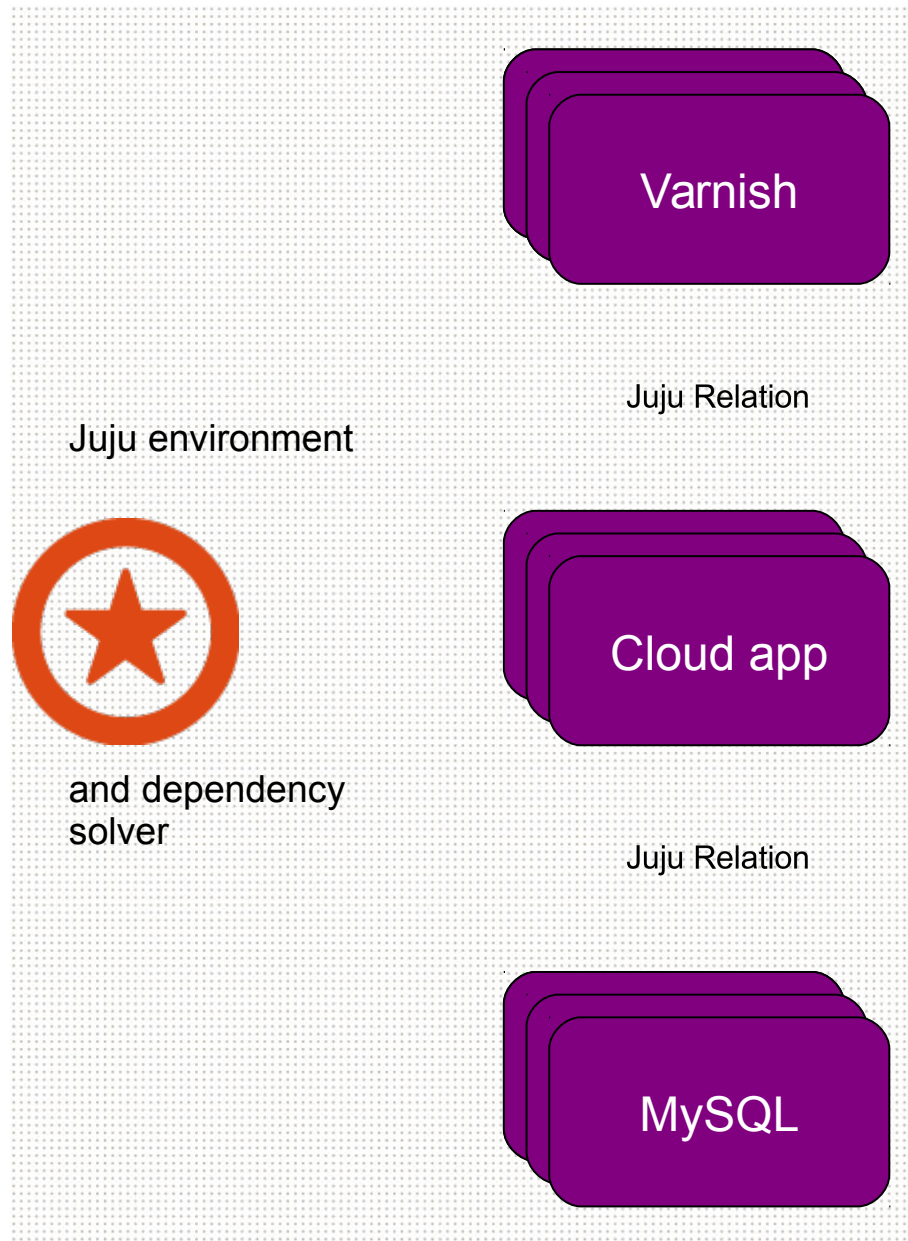 Varnish
Juju Relation
Juju environment
Cloud app
and dependency
solver
Juju Relation
MySQL